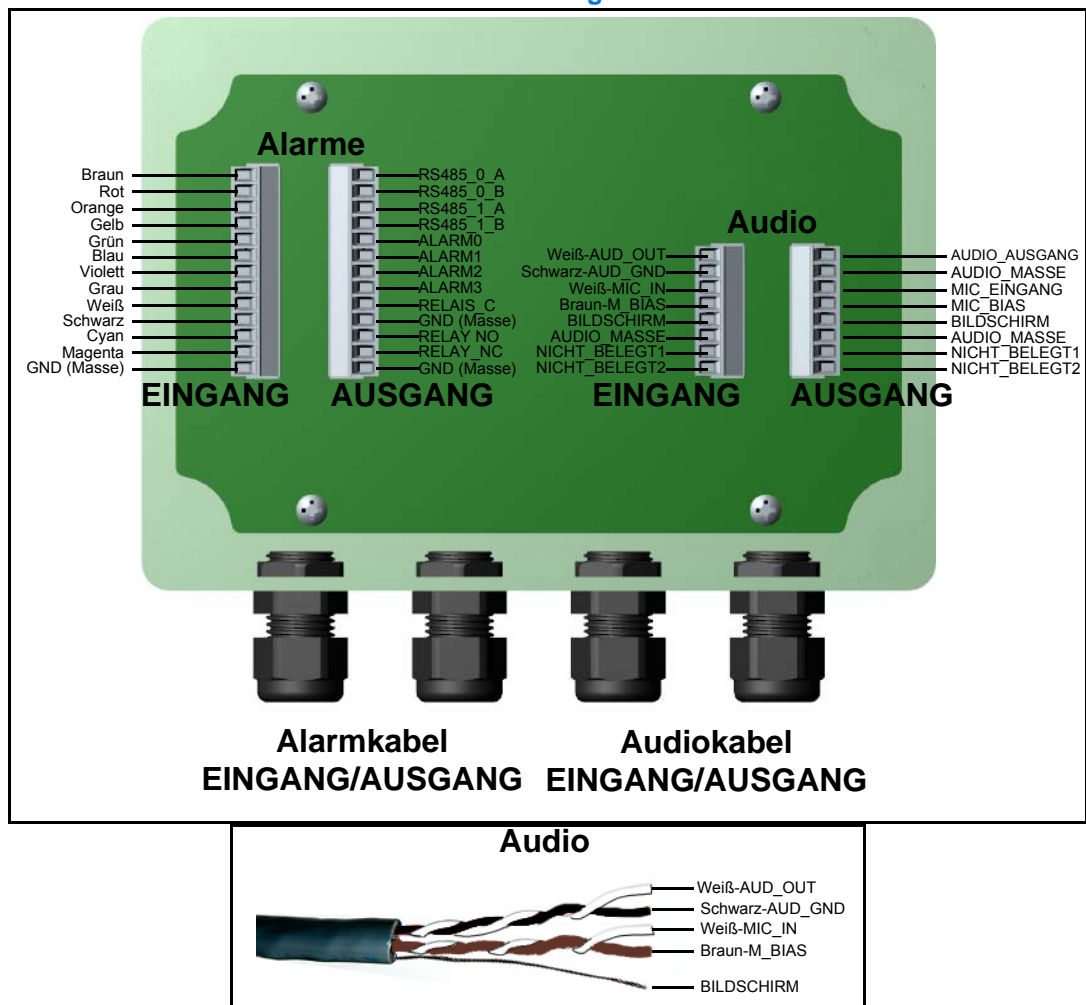 Alarme
Braun
Rot
Orange
Gelb
Grün
Blau
Violett
Grau
Weiß
Schwarz
Cyan
Magenta
GND (Masse)
EINGANG
RS485_0_A
RS485_0_B
RS485_1_A
RS485_1_B
ALARM0
ALARM1
ALARM2
ALARM3
RELAIS_C
GND (Masse)
RELAY NO
RELAY_NC
GND (Masse)
AUSGANG
Audio
Weiß-AUD_OUT
Schwarz-AUD_GND
Weiß-MIC_IN
Braun-M_BIAS
BILDSCHIRM
AUDIO_MASSE
NICHT_BELEGT1
NICHT_BELEGT2
EINGANG
AUDIO_AUSGANG
AUDIO_MASSE
MIC_EINGANG
MIC_BIAS
BILDSCHIRM
AUDIO_MASSE
NICHT_BELEGT1
NICHT_BELEGT2
AUSGANG
Alarmkabel
EINGANG/AUSGANG
Audiokabel
EINGANG/AUSGANG
Audio
Weiß-AUD_OUT
Schwarz-AUD_GND
Weiß-MIC_IN
Braun-M_BIAS
BILDSCHIRM